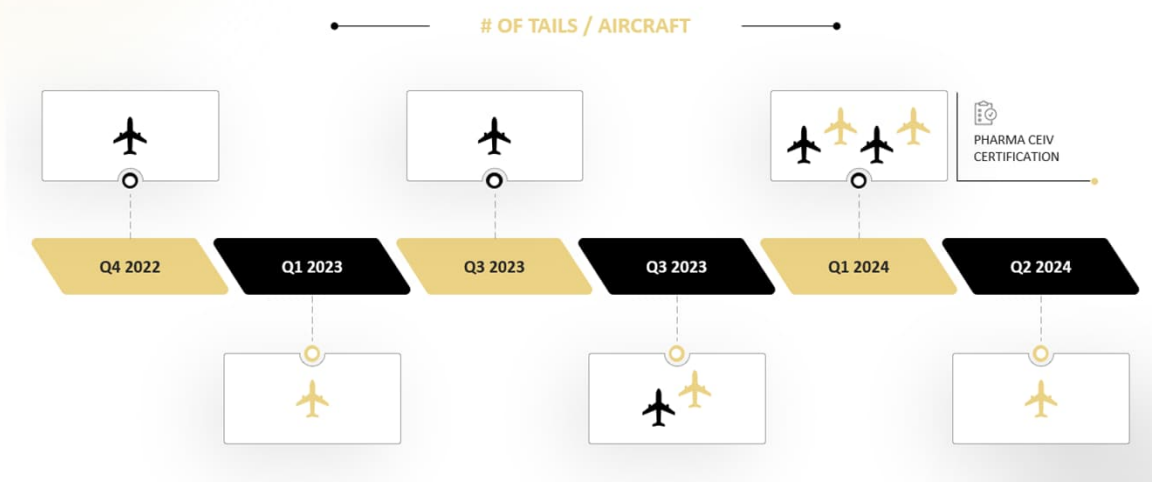 # OF TAILS / AIRCRAFT
PHARMA CEIV
CERTIFICATION
Q4 2022
Q1 2023
Q3 2023
Q3 2023
Q1 2024
Q2 2024